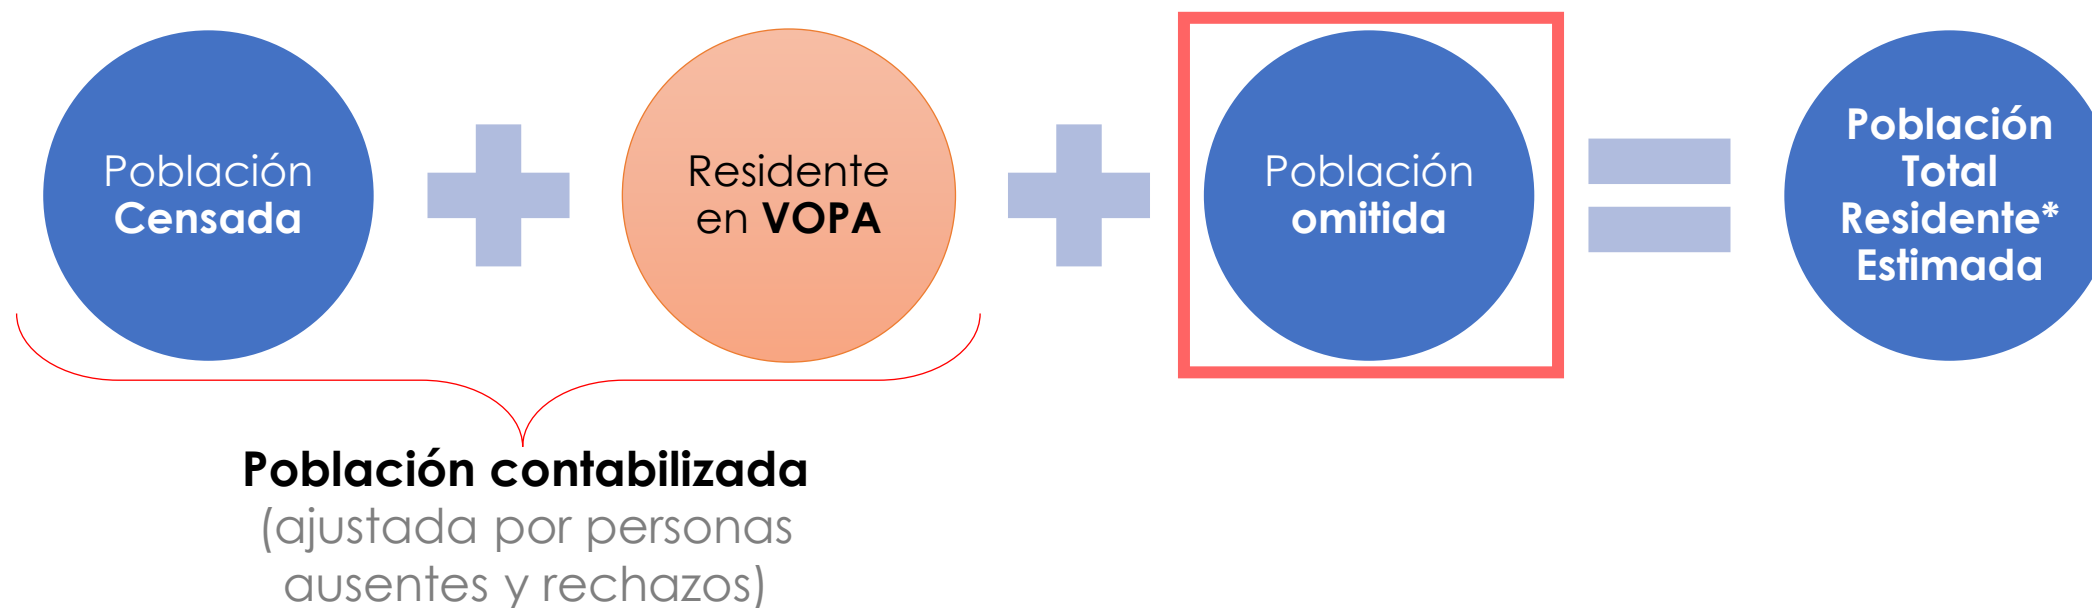 Población
Censada
Residente
en VOPA
Población
omitida
Población
Total
Residente*
Estimada
Población contabilizada
(ajustada por personas
ausentes y rechazos)